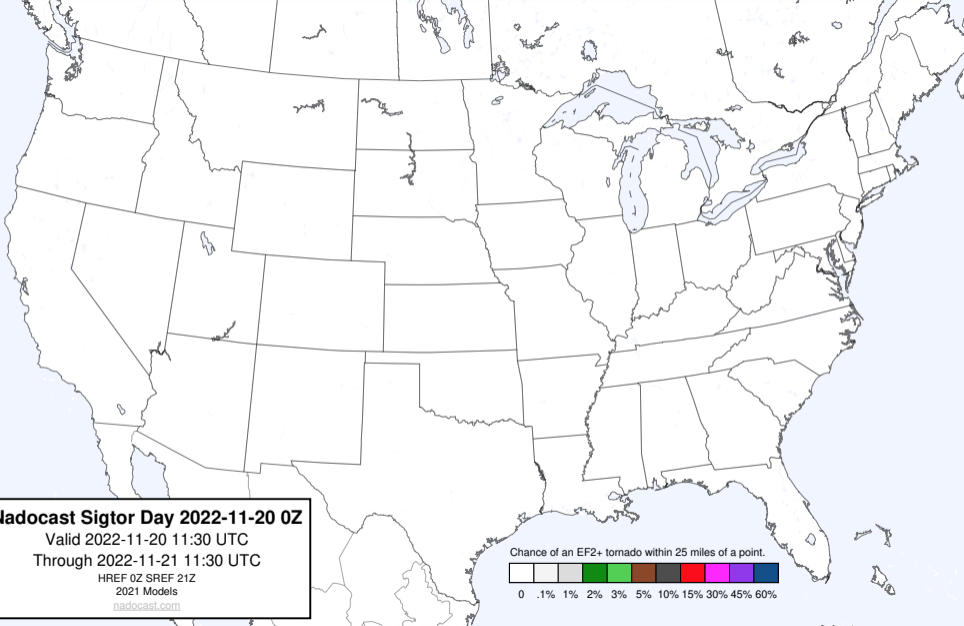 Nadocast Sigtor Day 2022-11-20 0Z
Valid 2022-11-20 11:30 UTC
Through 2022-11-21 11:30 UTC
HREF 0Z SREF 21Z
2021 Models
nadocast.com
Chance of an EF2+ tornado within 25 miles of a point.
0 .1% 1% 2% 3% 5% 10% 15% 30% 45% 60%